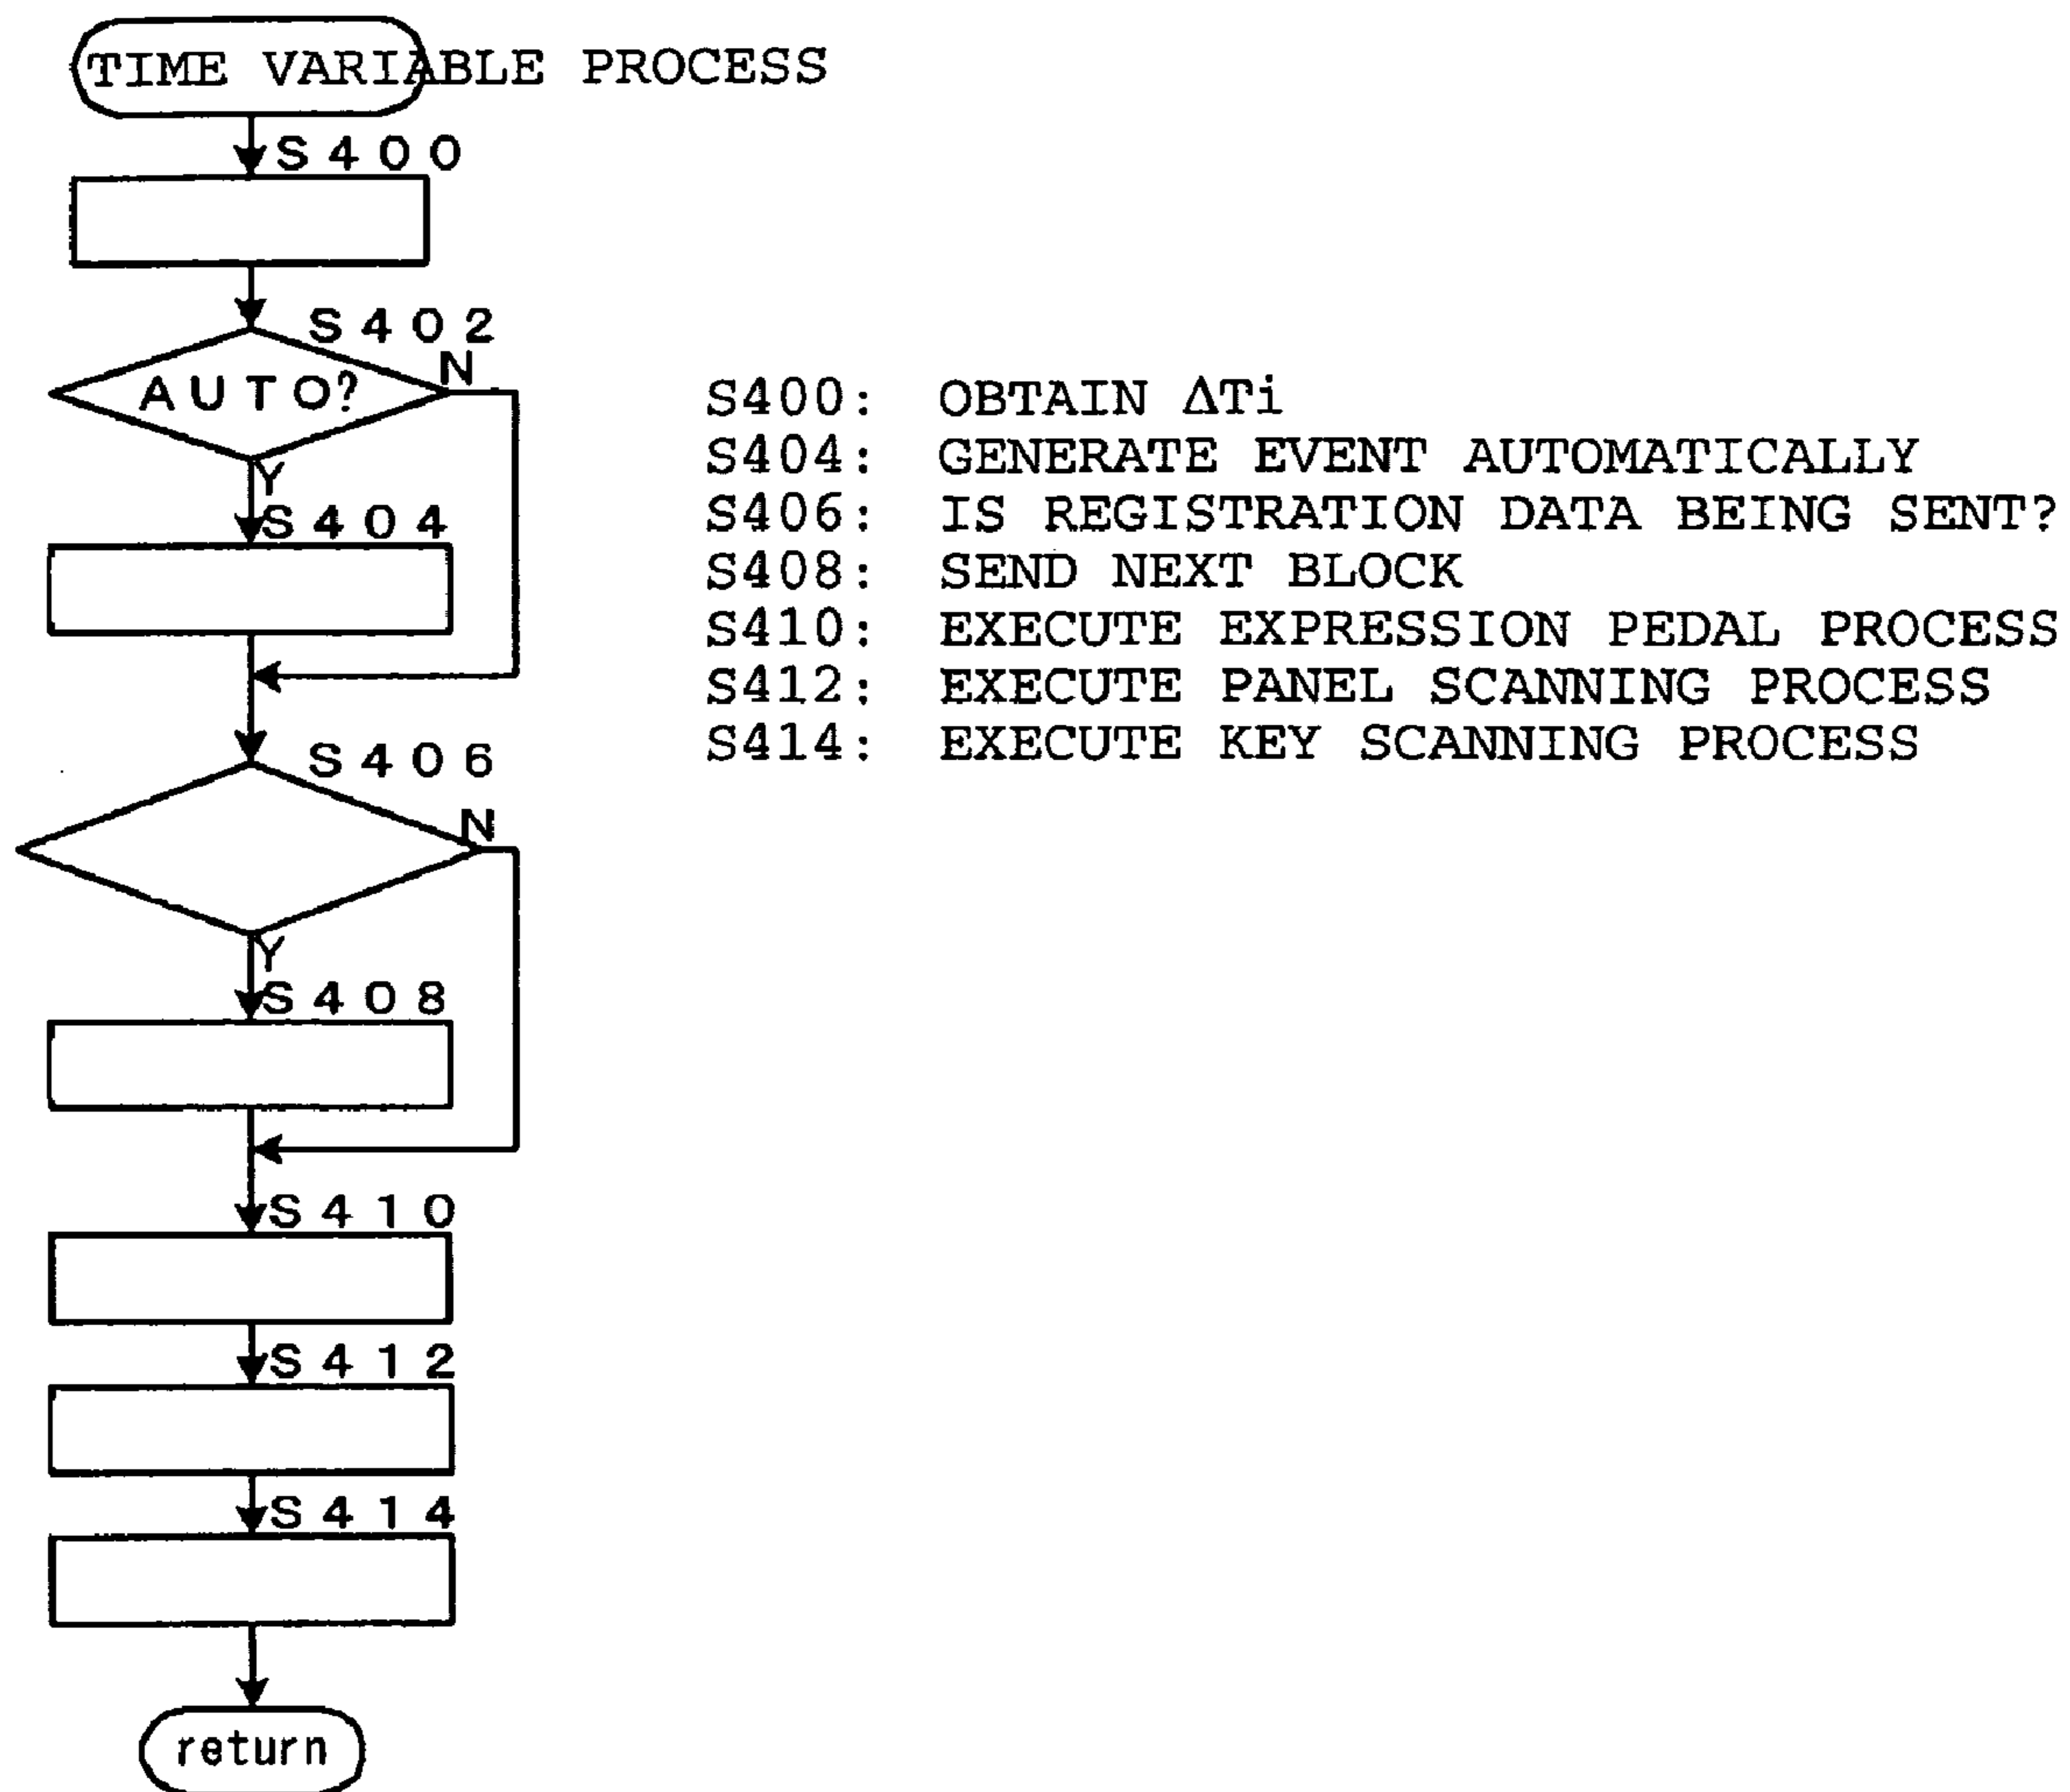 TIME VARIABLE PROCESS
S400
S402
N
AUTO?
Y
S404
S406
N
Y
S408
S410
S412
S414
return
S400: OBTAIN ΔTi
S404: GENERATE EVENT AUTOMATICALLY
S406: IS REGISTRATION DATA BEING SENT?
S408: SEND NEXT BLOCK
S410: EXECUTE EXPRESSION PEDAL PROCESS
S412: EXECUTE PANEL SCANNING PROCESS
S414: EXECUTE KEY SCANNING PROCESS